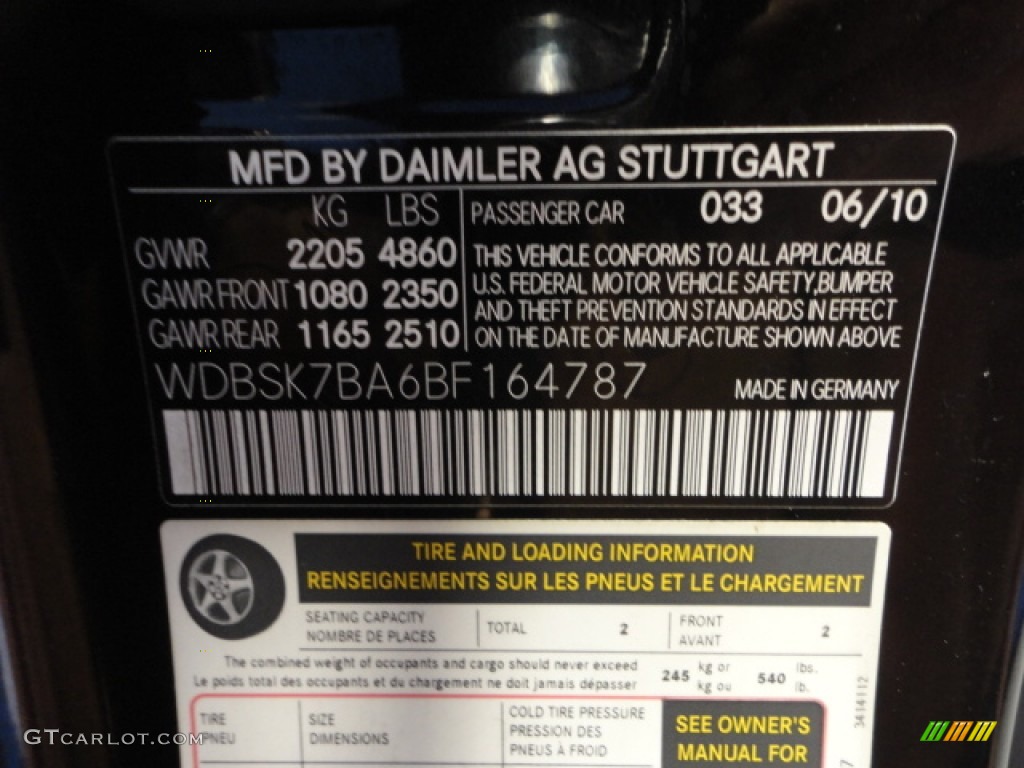 MFD BY DAIMLER AG STUTTGART
KG LBS
GVWR 2205 4860
GAWR FRONT 1080 2350
GAWR REAR 1165 2510
PASSENGER CAR 033 06/10
THIS VEHICLE CONFORMS TO ALL APPLICABLE
U.S. FEDERAL MOTOR VEHICLE SAFETY, BUMPER
AND THEFT PREVENTION STANDARDS IN EFFECT
ON THE DATE OF MANUFACTURE SHOWN ABOVE
WDBSK7BA6BF164787
MADE IN GERMANY
TIRE AND LOADING INFORMATION
RENSEIGNEMENTS SUR LES PNEUS ET LE CHARGEMENT
SEATING CAPACITY
NOMBRE DE PLACES
TOTAL 2
FRONT
AVANT
2
The combined weight of occupants and cargo should never exceed
Le poids total des occupants et du chargement ne doit jamais dépasser
245 kg or
kg ou
540 lbs.
lb.
3414112
7
TIRE
PNEU
SIZE
DIMENSIONS
COLD TIRE PRESSURE
PRESSION DES
PNEUS À FROID
SEE OWNER'S
MANUAL FOR
GTCarlot.com